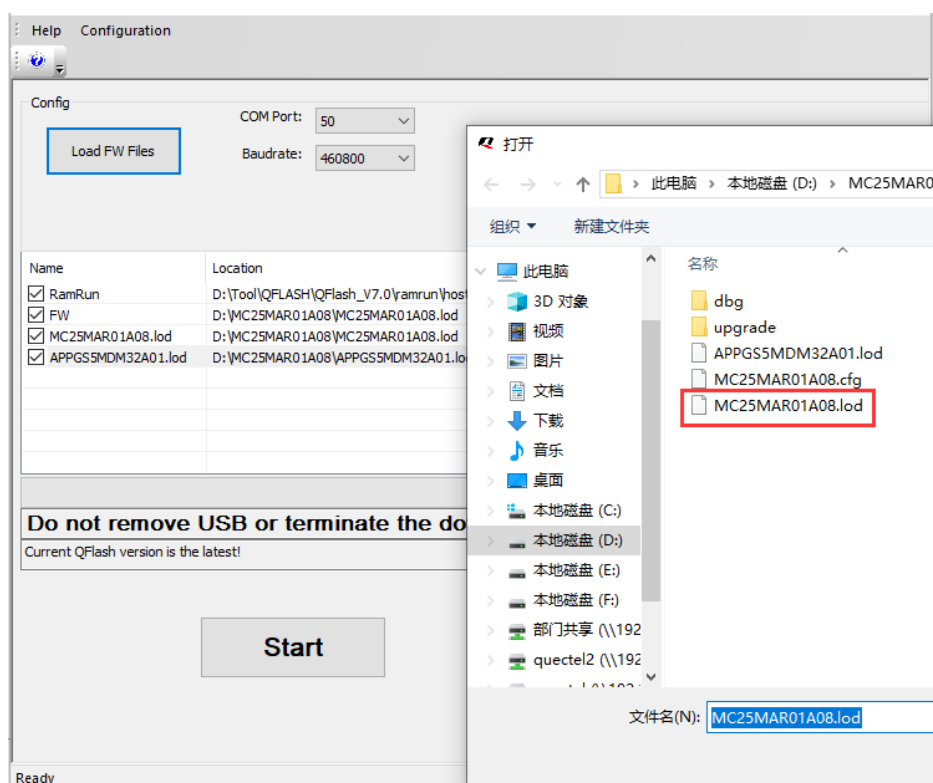 Help Configuration
Config
Load FW Files
COM Port: 50
Baudrate: 460800
Name Location
RamRun D:\Tool\QFLASH\QFlash_V7.0\ramrun\host
FW D:\MC25MAR01A08\MC25MAR01A08.lod
MC25MAR01A08.lod D:\MC25MAR01A08\MC25MAR01A08.lod
APPGS5MDM32A01.lod D:\MC25MAR01A08\APPGS5MDM32A01.lo
Do not remove USB or terminate the do
Current QFlash version is the latest!
Start
Ready
打开
此电脑 › 本地磁盘 (D:) › MC25MAR0
组织 新建文件夹
此电脑
3D 对象
视频
图片
文档
下载
音乐
桌面
本地磁盘 (C:)
本地磁盘 (D:)
本地磁盘 (E:)
本地磁盘 (F:)
部门共享 (\\192
quectel2 (\\192
名称
dbg
upgrade
APPGS5MDM32A01.lod
MC25MAR01A08.cfg
MC25MAR01A08.lod
文件名(N): MC25MAR01A08.lod